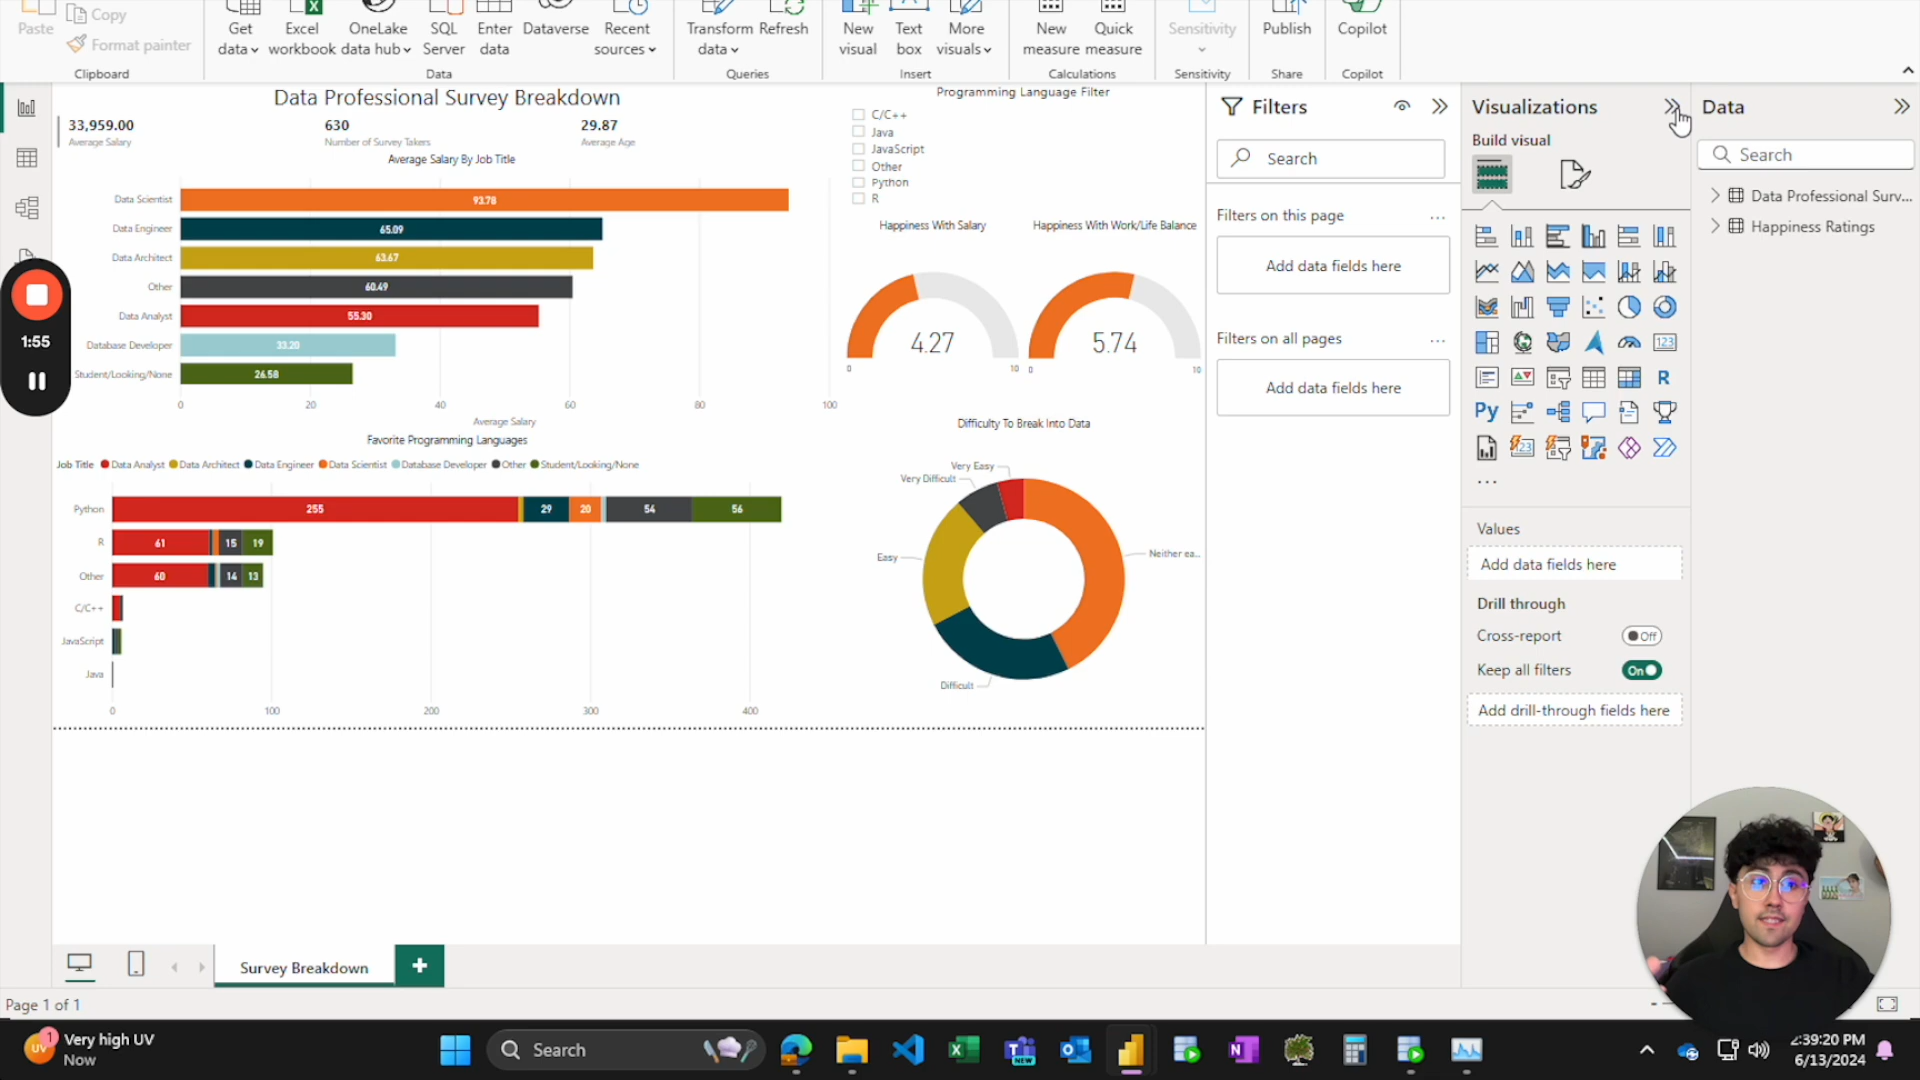 Paste
Copy
Format painter
Clipboard
Get data
Excel workbook
OneLake data hub
SQL Server
Enter data
Dataverse
Recent sources
Data
Transform data
Refresh
Queries
New visual
Text box
More visuals
Insert
New measure
Quick measure
Calculations
Sensitivity
Sensitivity
Publish
Share
Copilot
Copilot
Data Professional Survey Breakdown
33,959.00
Average Salary
630
Number of Survey Takers
29.87
Average Age
Average Salary By Job Title
Data Scientist 93.78
Data Engineer 65.09
Data Architect 63.67
Other 60.49
Data Analyst 55.30
Database Developer 33.20
Student/Looking/None 26.58
0 20 40 60 80 100
Average Salary
Favorite Programming Languages
Job Title Data Analyst Data Architect Data Engineer Data Scientist Database Developer Other Student/Looking/None
Python 255 29 20 54 56
R 61 15 19
Other 60 14 13
C/C++
JavaScript
Java
0 100 200 300 400
Programming Language Filter
C/C++
Java
JavaScript
Other
Python
R
Happiness With Salary
4.27
0 10
Happiness With Work/Life Balance
5.74
0 10
Difficulty To Break Into Data
Very Easy
Very Difficult
Easy
Neither ea...
Difficult
Filters
Search
Filters on this page ...
Add data fields here
Filters on all pages ...
Add data fields here
Visualizations
Build visual
123
R
Py
123
...
Values
Add data fields here
Drill through
Cross-report Off
Keep all filters On
Add drill-through fields here
Data
Search
Data Professional Surv...
Happiness Ratings
1:55
Survey Breakdown
+
Page 1 of 1
UV
1
Very high UV
Now
Search
NEW
2:39:20 PM
6/13/2024